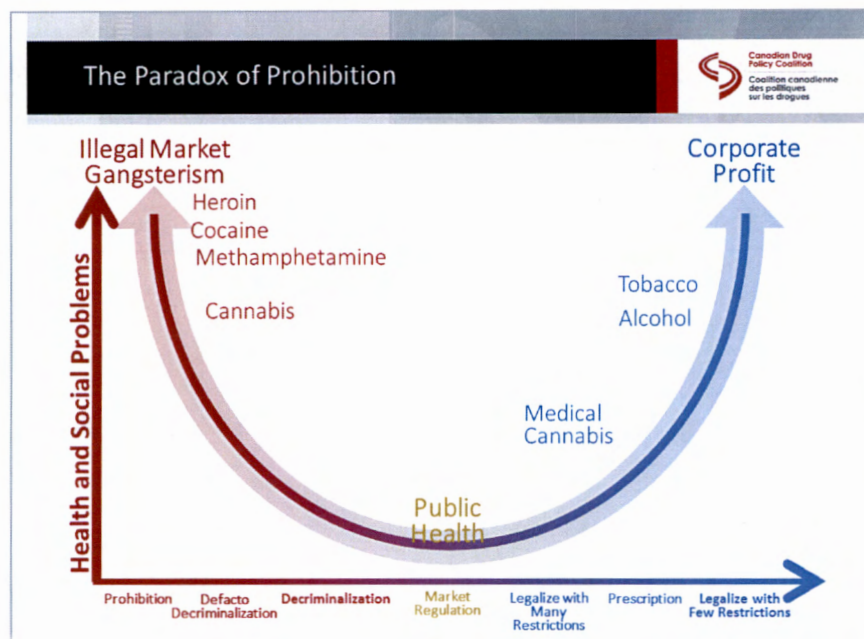 The Paradox of Prohibition
Canadian Drug
Policy Coalition
Coalition canadienne
des politiques
sur les drogues
Illegal Market
Gangsterism
Corporate
Profit
Heroin
Cocaine
Methamphetamine
Cannabis
Tobacco
Alcohol
Medical
Cannabis
Public
Health
Health and Social Problems
Prohibition
Defacto
Decriminalization
Decriminalization
Market
Regulation
Legalize with
Many
Restrictions
Prescription
Legalize with
Few Restrictions